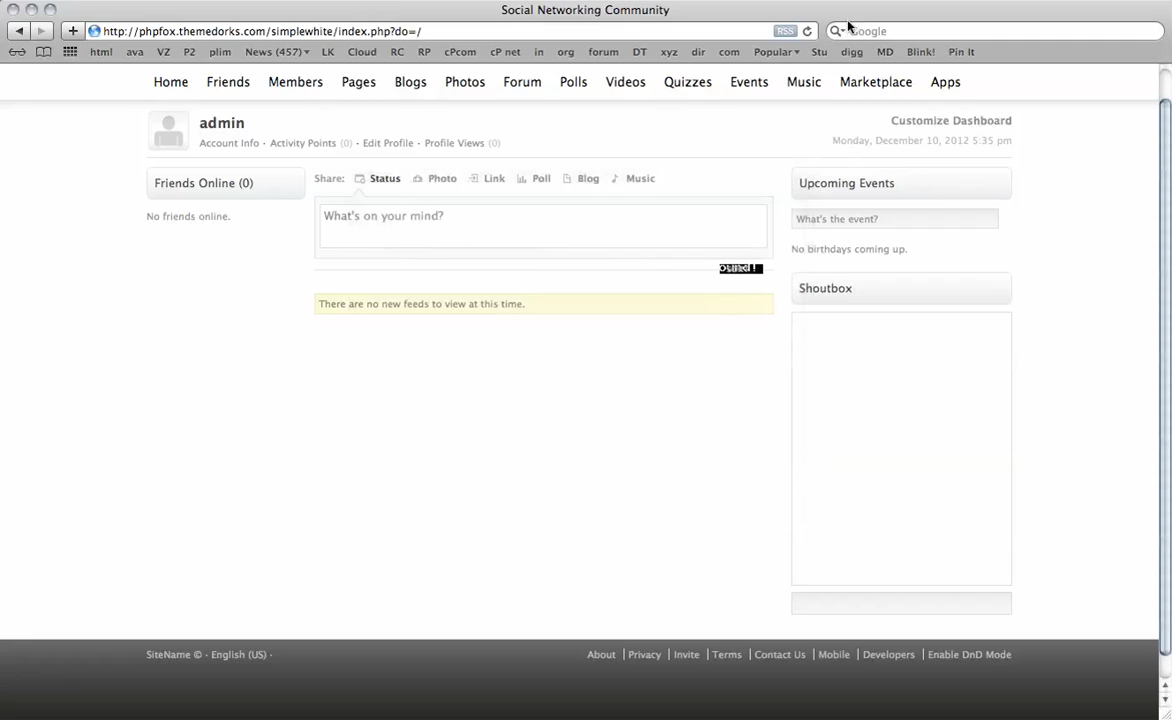 Social Networking Community
http://phpfox.themedorks.com/simplewhite/index.php?do=/ RSS Google
html ava VZ P2 plim News (457) LK Cloud RC RP cPcom cP net in org forum DT xyz dir com Popular Stu digg MD Blink! Pin It
Home Friends Members Pages Blogs Photos Forum Polls Videos Quizzes Events Music Marketplace Apps
admin
Customize Dashboard
Account Info · Activity Points (0) · Edit Profile · Profile Views (0)
Monday, December 10, 2012 5:35 pm
Friends Online (0)
No friends online.
Share: Status Photo Link Poll Blog Music
What's on your mind?
There are no new feeds to view at this time.
Upcoming Events
What's the event?
No birthdays coming up.
Shoutbox
SiteName © · English (US) ·
About | Privacy | Invite | Terms | Contact Us | Mobile | Developers | Enable DnD Mode